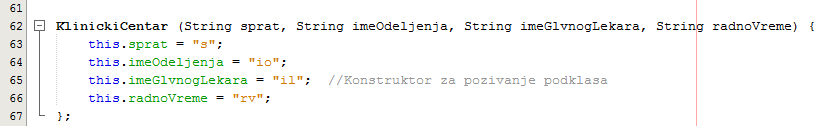 61
62 KlinickiCentar (String sprat, String imeOdeljenja, String imeGlvnogLekara, String radnoVreme) {
63 this.sprat = "s";
64 this.imeOdeljenja = "io";
65 this.imeGlvnogLekara = "il"; //Konstruktor za pozivanje podklasa
66 this.radnoVreme = "rv";
67 };